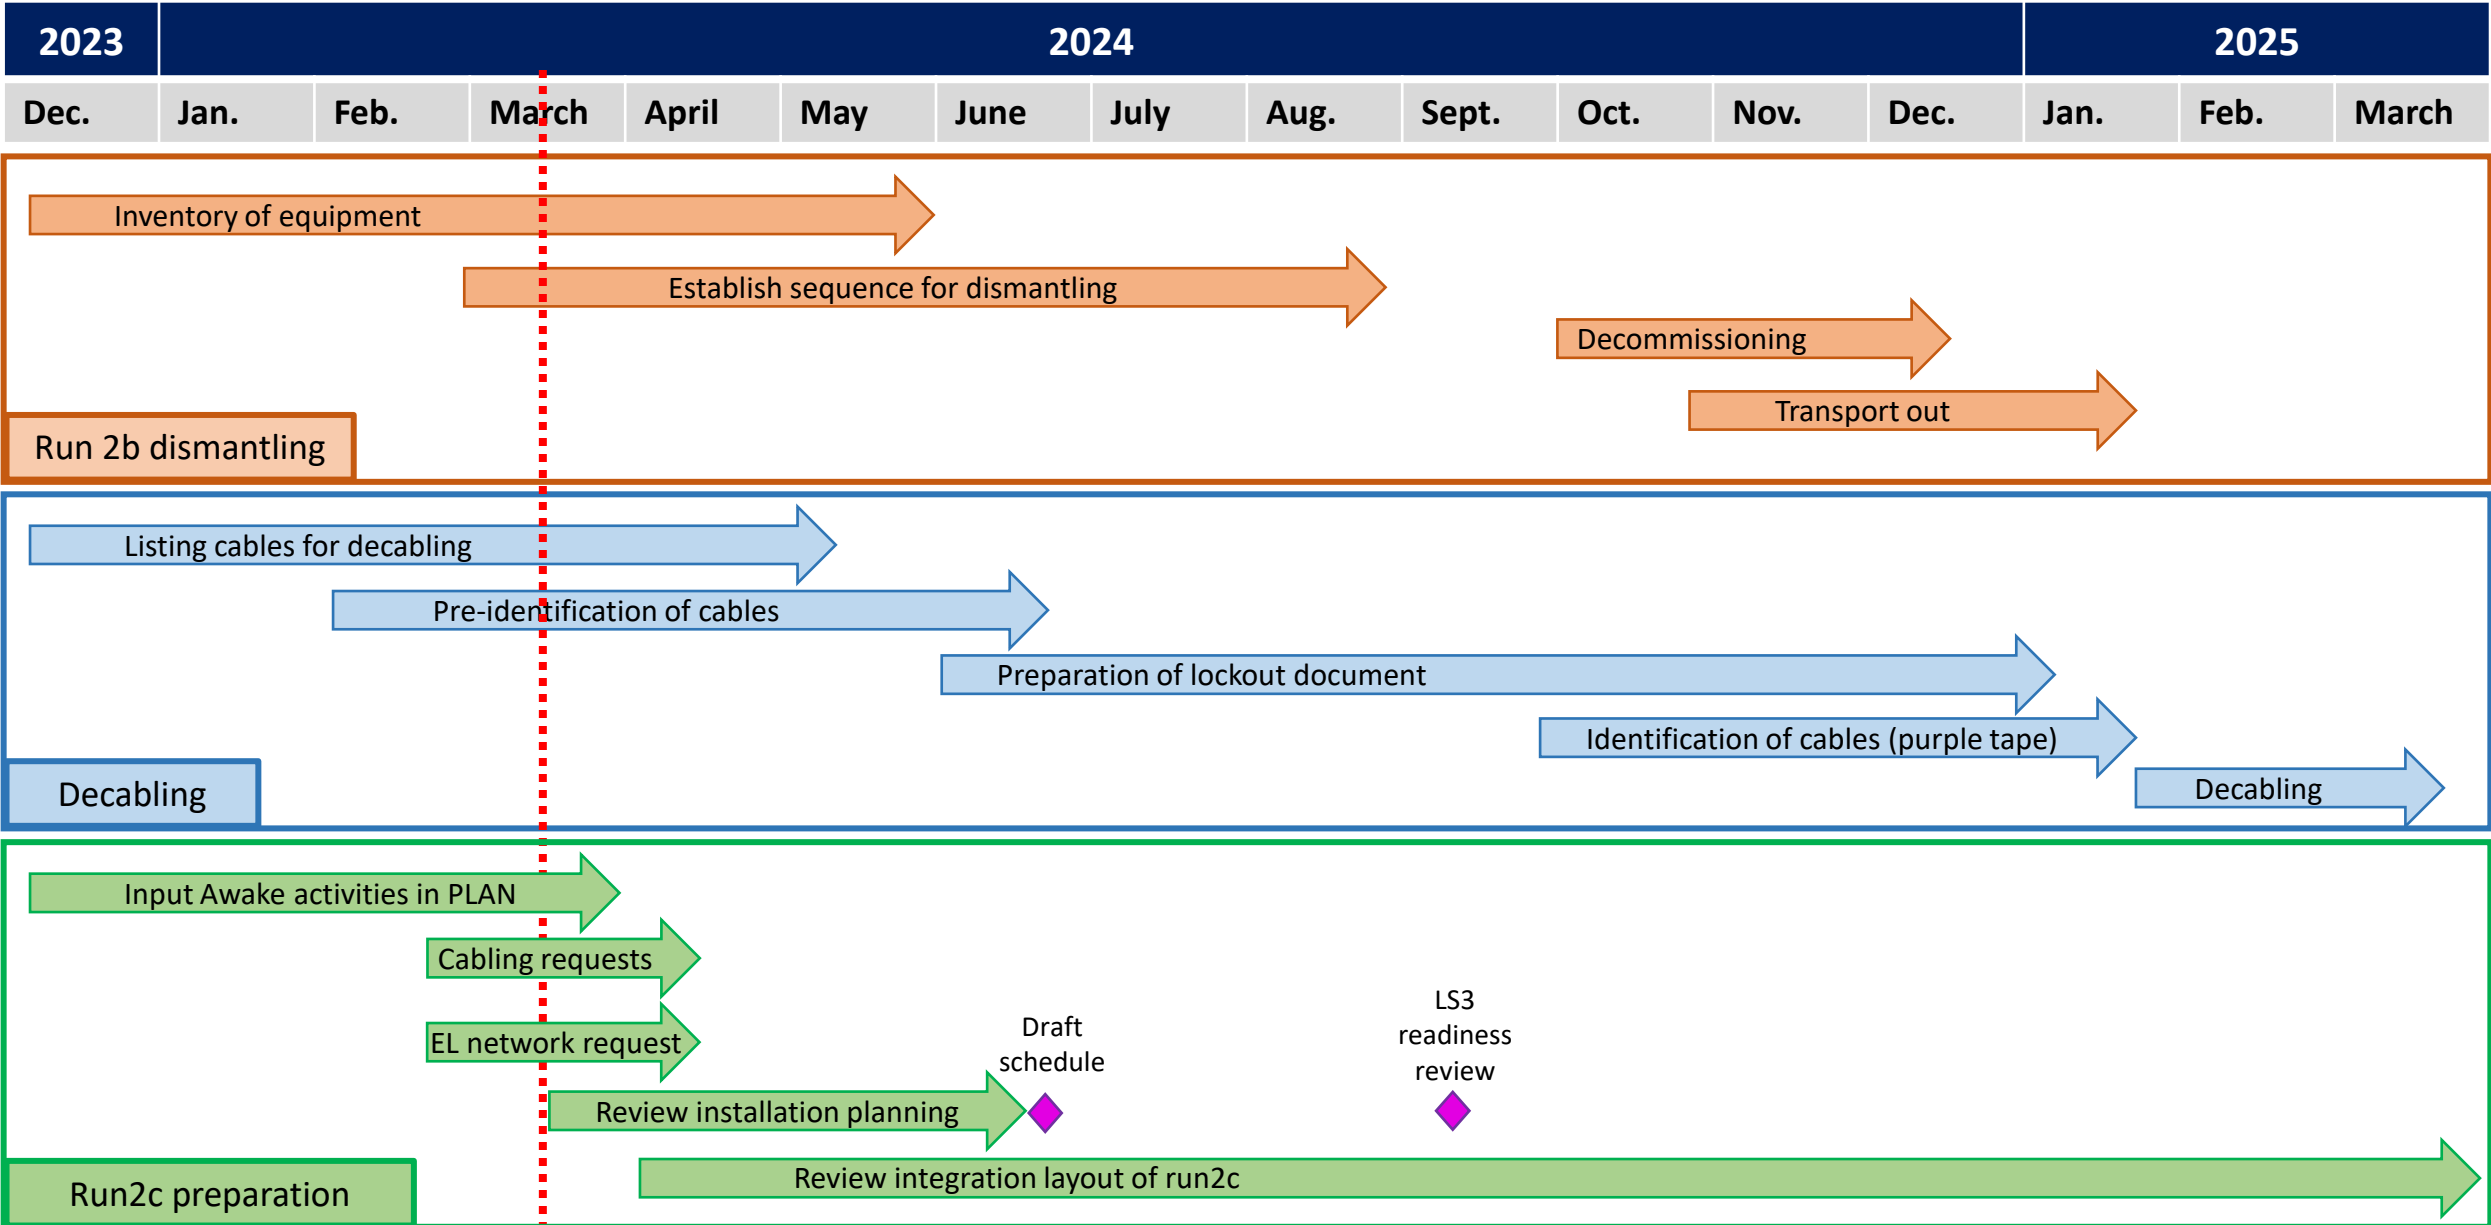 2023 2024 2025
Dec. Jan. Feb. March April May June July Aug. Sept. Oct. Nov. Dec. Jan. Feb. March
Inventory of equipment
Establish sequence for dismantling
Decommissioning
Transport out
Run 2b dismantling
Listing cables for decabling
Pre-identification of cables
Preparation of lockout document
Identification of cables (purple tape)
Decabling
Decabling
Input Awake activities in PLAN
Cabling requests
EL network request
Draft
schedule
LS3
readiness
review
Review installation planning
Review integration layout of run2c
Run2c preparation